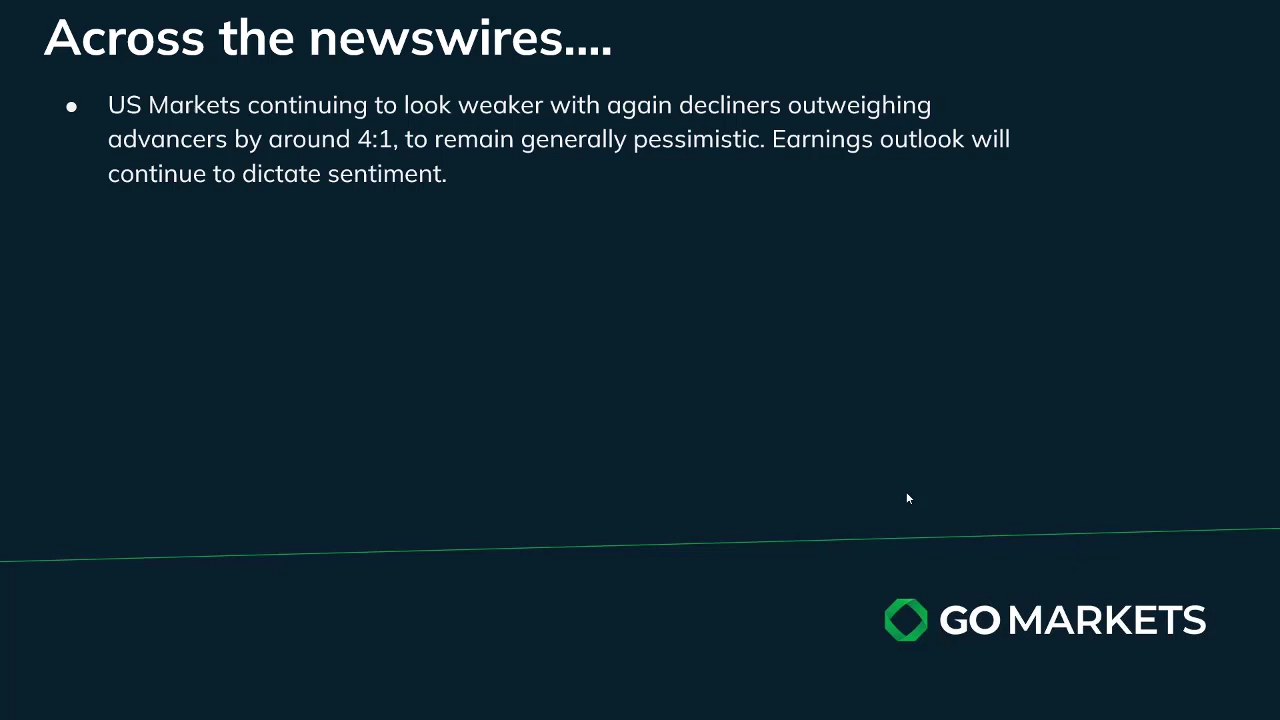 Across the newswires....
● US Markets continuing to look weaker with again decliners outweighing
advancers by around 4:1, to remain generally pessimistic. Earnings outlook will
continue to dictate sentiment.
GO MARKETS